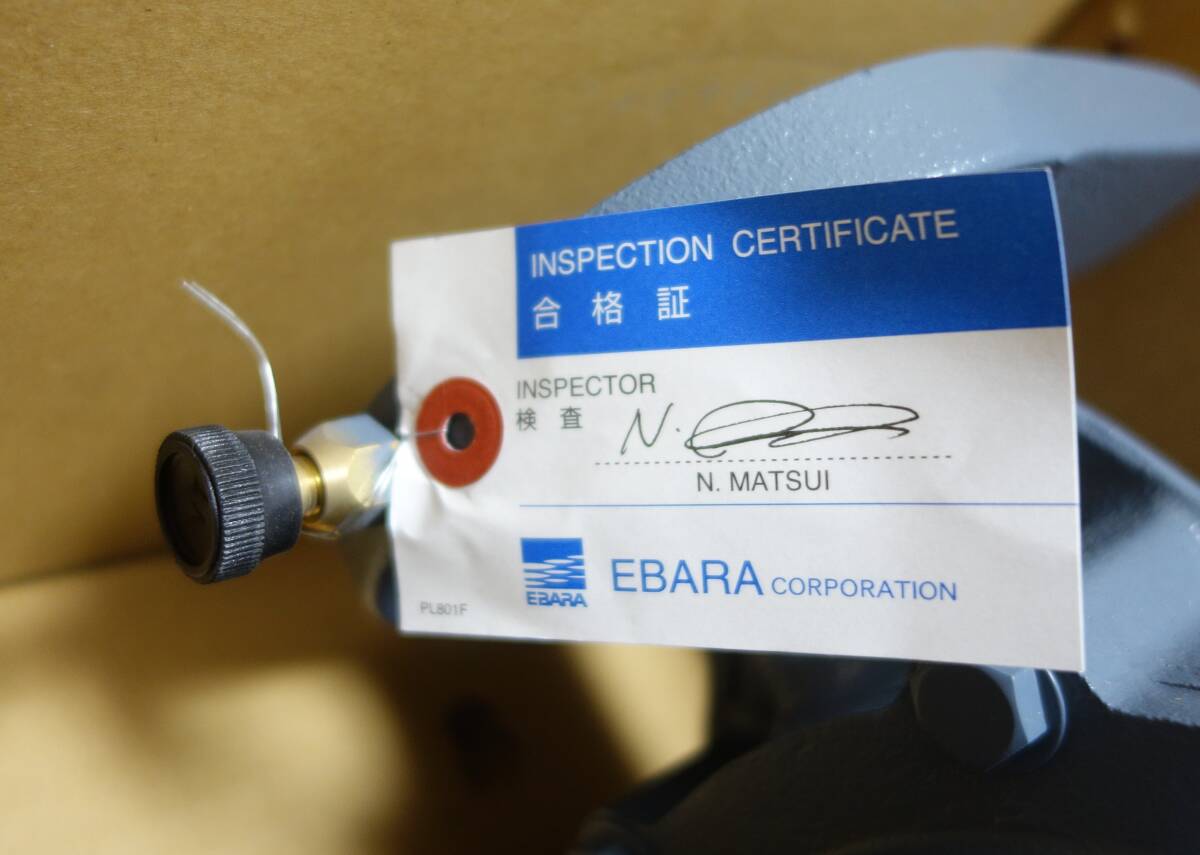 INSPECTION CERTIFICATE
合格証
INSPECTOR
検査
N.
N. MATSUI
EBARA
EBARA CORPORATION
PL801F